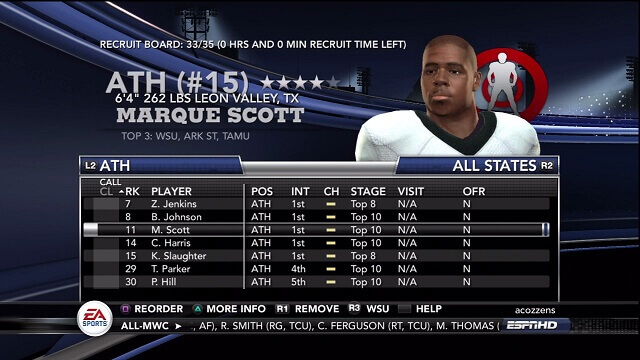 RECRUIT BOARD: 33/35 (0 HRS AND 0 MIN RECRUIT TIME LEFT)
ATH (#15)
6'4" 262 LBS LEON VALLEY, TX
MARQUE SCOTT
TOP 3: WSU, ARK ST, TAMU
L2 ATH ALL STATES R2
CALL
CL RK PLAYER POS INT CH STAGE VISIT OFR
7 Z. Jenkins ATH 1st Top 8 N/A N
8 B. Johnson ATH 1st Top 10 N/A N
11 M. Scott ATH 1st Top 10 N/A N
14 C. Harris ATH 1st Top 10 N/A N
15 K. Slaughter ATH 1st Top 8 N/A N
29 T. Parker ATH 4th Top 10 N/A N
30 P. Hill ATH 5th Top 10 N/A N
EA SPORTS
REORDER MORE INFO R1 REMOVE R3 WSU HELP acozzens
ALL-MWC ➤ ., AF), R. SMITH (RG, TCU), C. FERGUSON (RT, TCU), M. THOMAS ( ESPN HD